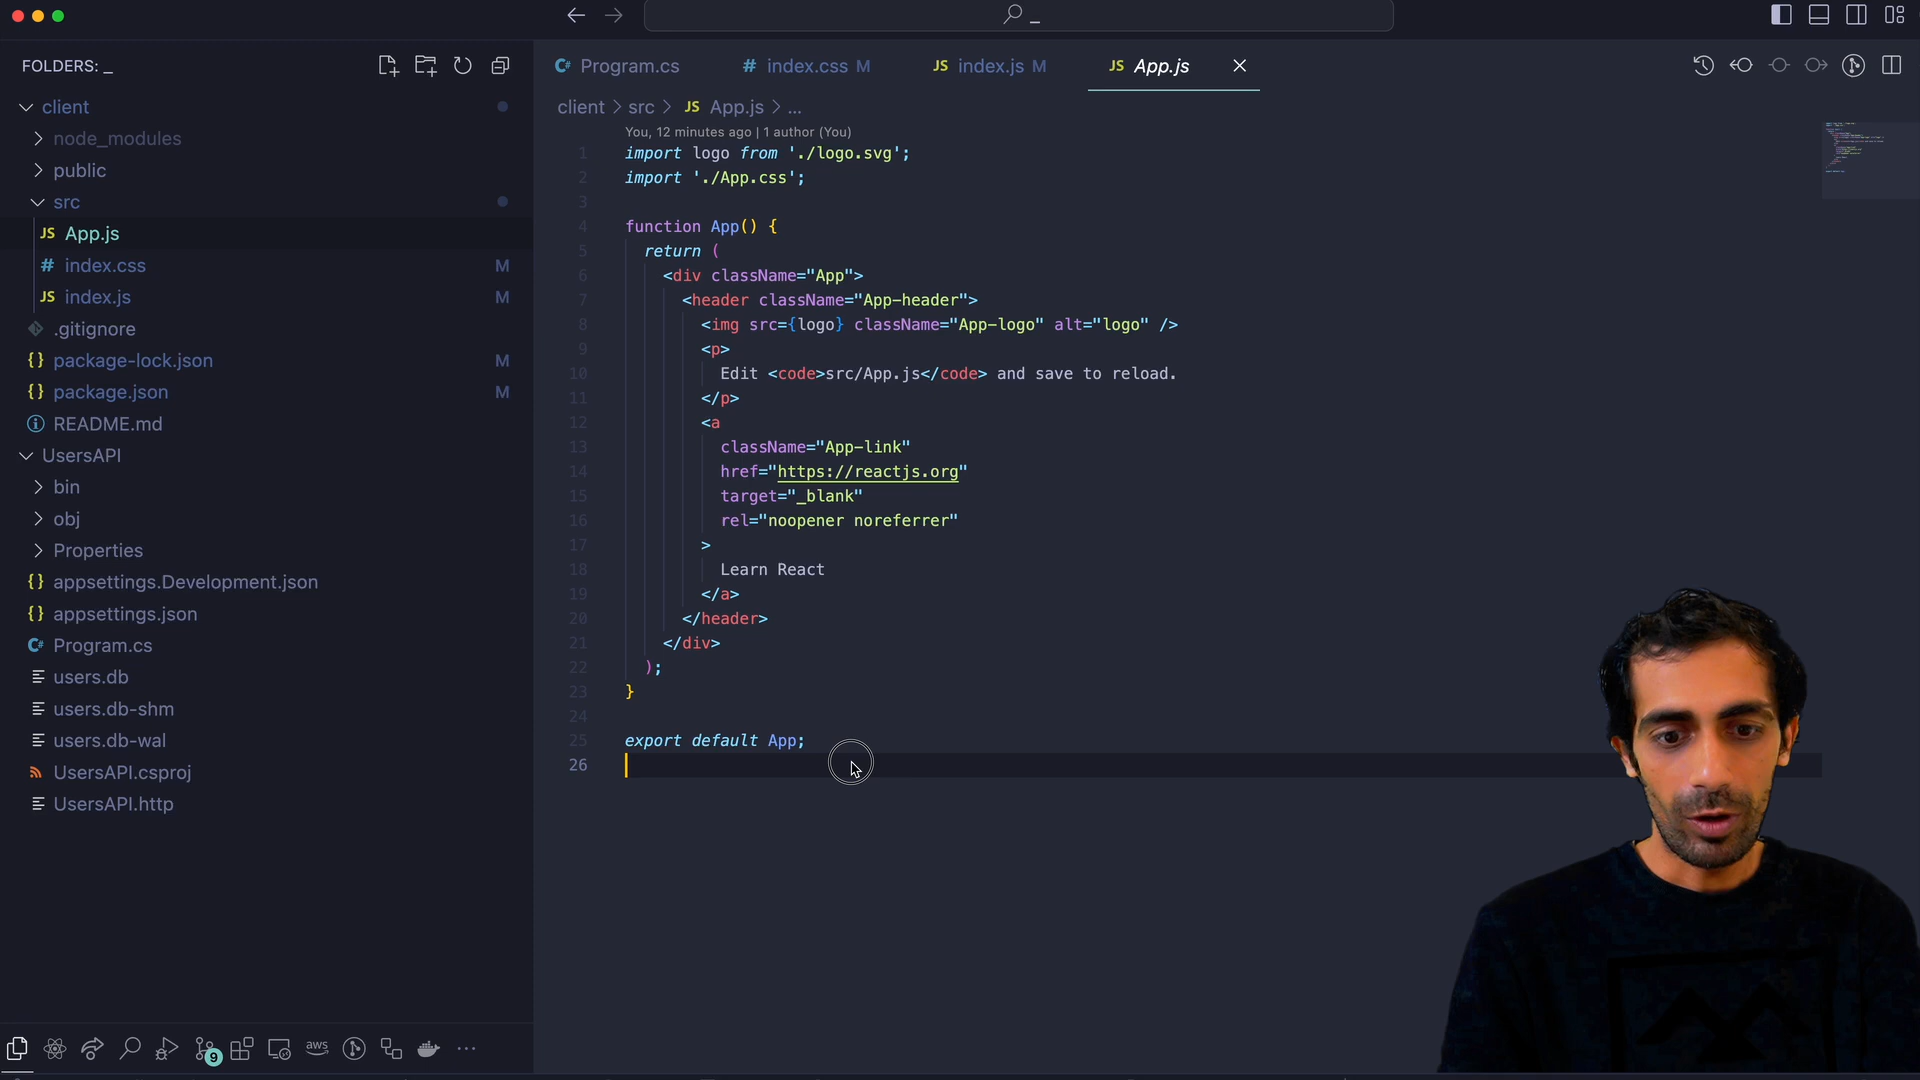 _
FOLDERS: _
client
node_modules
public
src
JS App.js
# index.css M
JS index.js M
.gitignore
{} package-lock.json M
{} package.json M
README.md
UsersAPI
bin
obj
Properties
{} appsettings.Development.json
{} appsettings.json
C# Program.cs
users.db
users.db-shm
users.db-wal
UsersAPI.csproj
UsersAPI.http
9
aws
C# Program.cs
# index.css M
JS index.js M
JS App.js
client > src > JS App.js > ...
You, 12 minutes ago | 1 author (You)
1 import logo from './logo.svg';
2 import './App.css';
3
4 function App() {
5 return (
6 <div className="App">
7 <header className="App-header">
8 <img src={logo} className="App-logo" alt="logo" />
9 <p>
10 Edit <code>src/App.js</code> and save to reload.
11 </p>
12 <a
13 className="App-link"
14 href="https://reactjs.org"
15 target="_blank"
16 rel="noopener noreferrer"
17 >
18 Learn React
19 </a>
20 </header>
21 </div>
22 );
23 }
24
25 export default App;
26